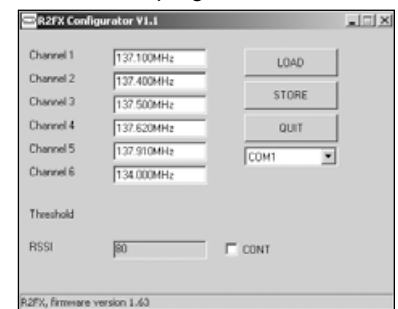 R2FX Configurator V1.1
Channel 1 137.100MHz LOAD
Channel 2 137.400MHz
Channel 3 137.500MHz STORE
Channel 4 137.620MHz QUIT
Channel 5 137.910MHz COM1
Channel 6 134.000MHz
Threshold
RSSI 80 CONT
R2FX, firmware version 1.63